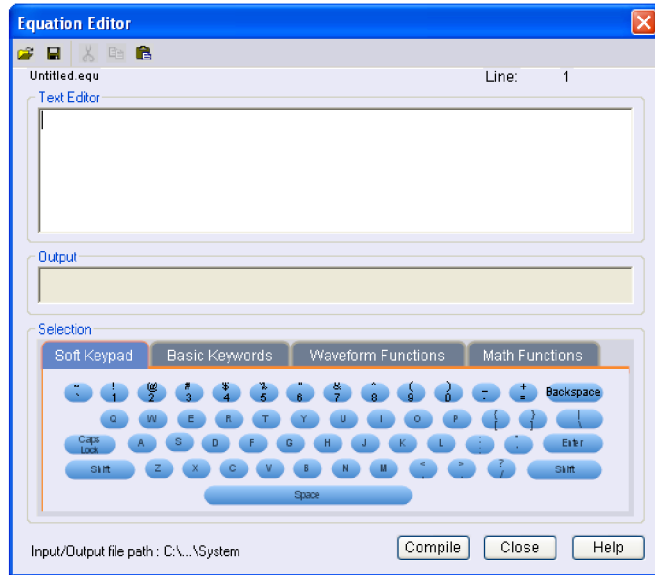 Equation Editor
Untitled.equ Line: 1
Text Editor
Output
Selection
Soft Keypad Basic Keywords Waveform Functions Math Functions
~ ` ! 1 @ 2 # 3 $ 4 % 5 6 & 7 ^ 8 ( 9 ) 0 - + = Backspace
Q W E R T Y U I O P { [ } ] | \
Caps Lock A S D F G H J K L : ; Enter
Shift Z X C V B N M < , > . ? / Shift
Space
Input/Output file path : C:\...\System Compile Close Help